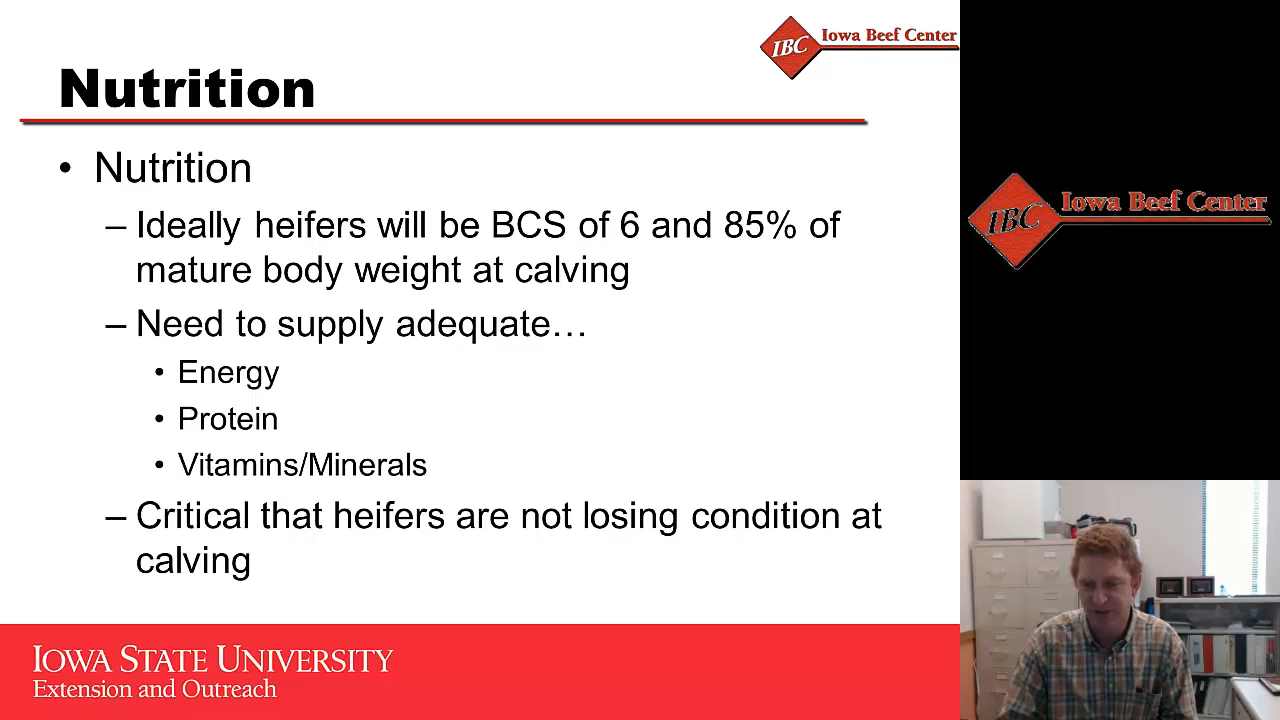 IBC Iowa Beef Center
Nutrition
• Nutrition
– Ideally heifers will be BCS of 6 and 85% of
mature body weight at calving
– Need to supply adequate…
• Energy
• Protein
• Vitamins/Minerals
– Critical that heifers are not losing condition at
calving
IOWA STATE UNIVERSITY
Extension and Outreach
IBC Iowa Beef Center